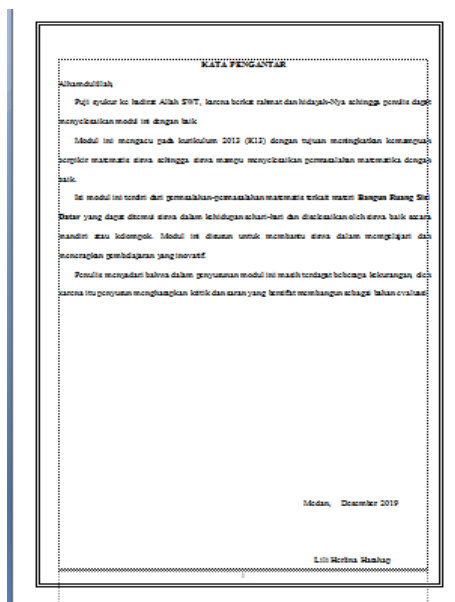 KATA PENGANTAR
Alhamdulillah,
Puji syukur ke hadirat Allah SWT, karena berkat rahmat dan hidayah-Nya sehingga penulis dapat
menyelesaikan modul ini dengan baik
Modul ini mengacu pada kurikulum 2013 (K13) dengan tujuan meningkatkan kemampuan
berpikir matematis siswa sehingga siswa mampu menyelesaikan permasalahan matematika dengan
baik.
Isi modul ini terdiri dari permasalahan-permasalahan matematis terkait materi Bangun Ruang Sisi
Datar yang dapat ditemui siswa dalam kehidupan sehari-hari dan diselesaikan oleh siswa baik secara
mandiri atau kelompok. Modul ini disusun untuk membantu siswa dalam mempelajari dan
menerapkan pembelajaran yang inovatif.
Penulis menyadari bahwa dalam penyusunan modul ini masih terdapat beberapa kekurangan, oleh
karena itu penyusun mengharapkan kritik dan saran yang bersifat membangun sebagai bahan evaluasi
Medan, Desember 2019
Lili Herlina